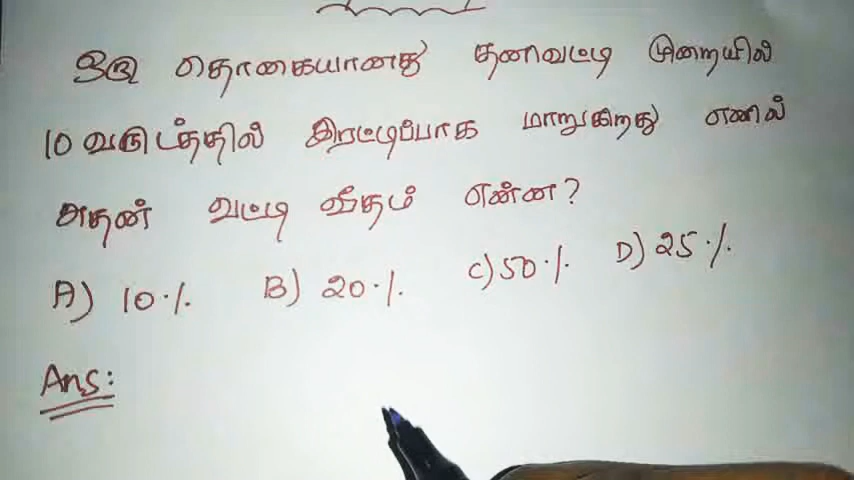 ஒரு தொகையானது தனிவட்டி முறையில்
10 வருடத்தில் இரட்டிப்பாக மாறுகிறது எனில்
அதன் வட்டி வீதம் என்ன?
A) 10% B) 20% C) 50% D) 25%
Ans: